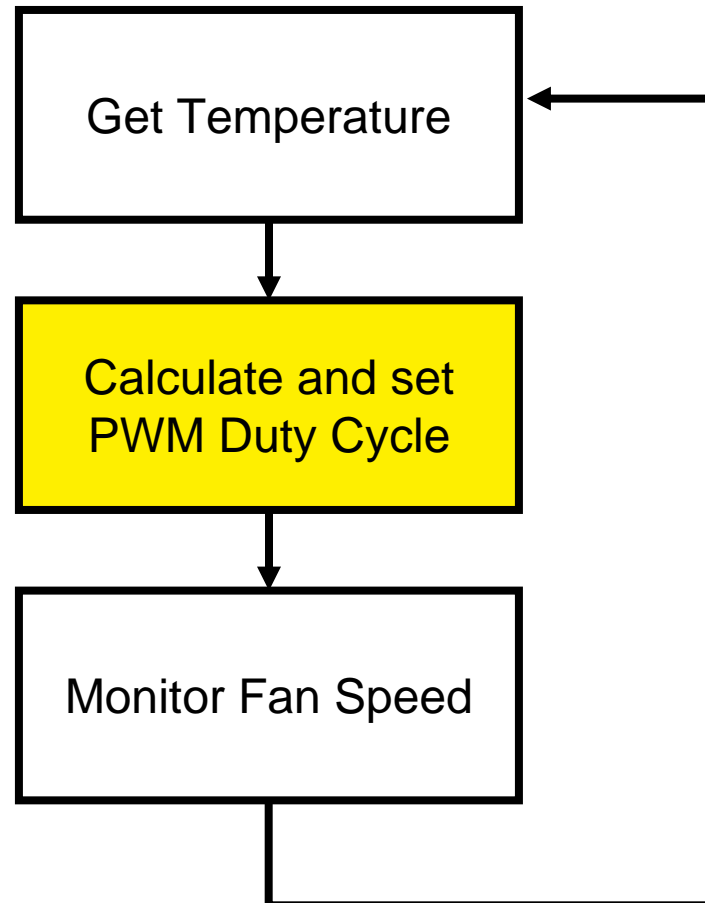 Get Temperature
Calculate and set
PWM Duty Cycle
Monitor Fan Speed